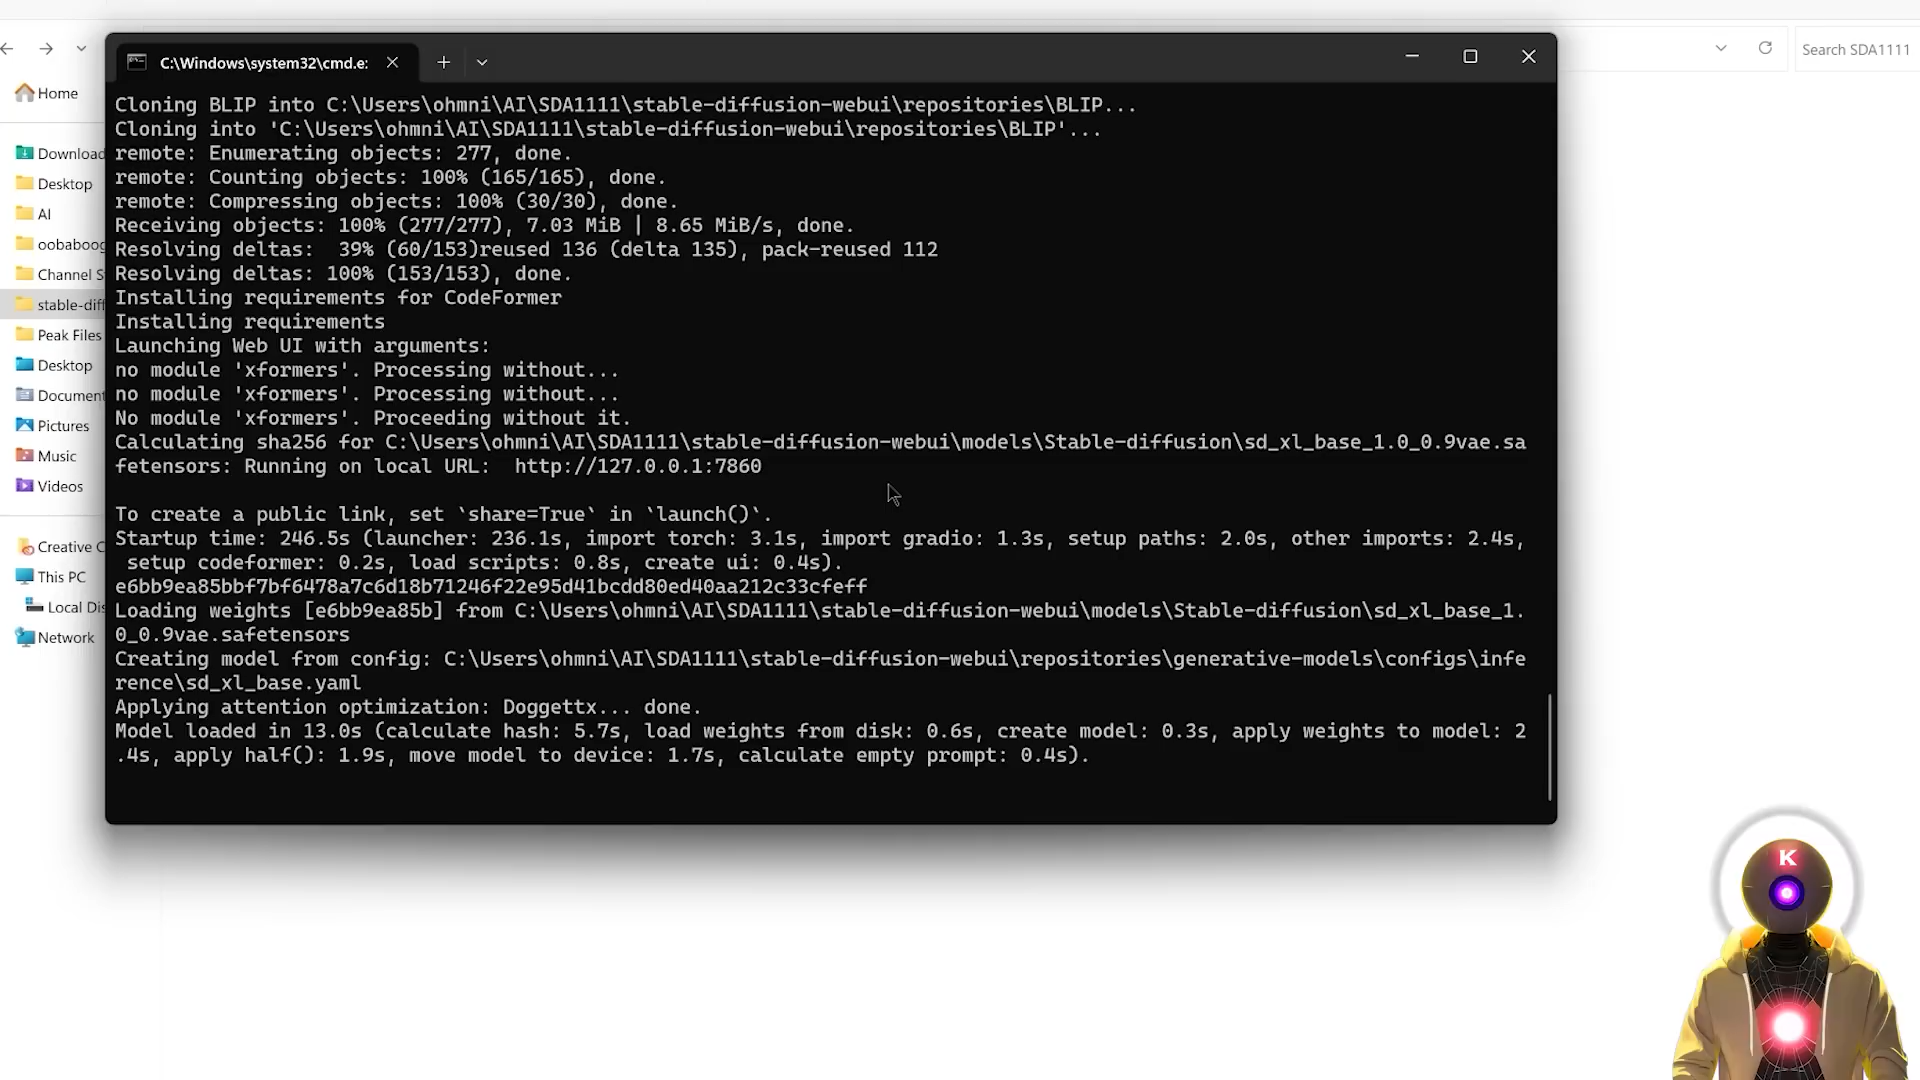 C:\Windows\system32\cmd.e:
Search SDA1111
Home
Download
Desktop
AI
oobaboog
Channel S
stable-diff
Peak Files
Desktop
Document
Pictures
Music
Videos
Creative C
This PC
Local Dis
Network
Cloning BLIP into C:\Users\ohmni\AI\SDA1111\stable-diffusion-webui\repositories\BLIP...
Cloning into 'C:\Users\ohmni\AI\SDA1111\stable-diffusion-webui\repositories\BLIP'...
remote: Enumerating objects: 277, done.
remote: Counting objects: 100% (165/165), done.
remote: Compressing objects: 100% (30/30), done.
Receiving objects: 100% (277/277), 7.03 MiB | 8.65 MiB/s, done.
Resolving deltas:  39% (60/153)reused 136 (delta 135), pack-reused 112
Resolving deltas: 100% (153/153), done.
Installing requirements for CodeFormer
Installing requirements
Launching Web UI with arguments:
no module 'xformers'. Processing without...
no module 'xformers'. Processing without...
No module 'xformers'. Proceeding without it.
Calculating sha256 for C:\Users\ohmni\AI\SDA1111\stable-diffusion-webui\models\Stable-diffusion\sd_xl_base_1.0_0.9vae.sa
fetensors: Running on local URL:  http://127.0.0.1:7860
To create a public link, set `share=True` in `launch()`.
Startup time: 246.5s (launcher: 236.1s, import torch: 3.1s, import gradio: 1.3s, setup paths: 2.0s, other imports: 2.4s,
setup codeformer: 0.2s, load scripts: 0.8s, create ui: 0.4s).
e6bb9ea85bbf7bf6478a7c6d18b71246f22e95d41bcdd80ed40aa212c33cfeff
Loading weights [e6bb9ea85b] from C:\Users\ohmni\AI\SDA1111\stable-diffusion-webui\models\Stable-diffusion\sd_xl_base_1.
0_0.9vae.safetensors
Creating model from config: C:\Users\ohmni\AI\SDA1111\stable-diffusion-webui\repositories\generative-models\configs\infe
rence\sd_xl_base.yaml
Applying attention optimization: Doggettx... done.
Model loaded in 13.0s (calculate hash: 5.7s, load weights from disk: 0.6s, create model: 0.3s, apply weights to model: 2
.4s, apply half(): 1.9s, move model to device: 1.7s, calculate empty prompt: 0.4s).
K